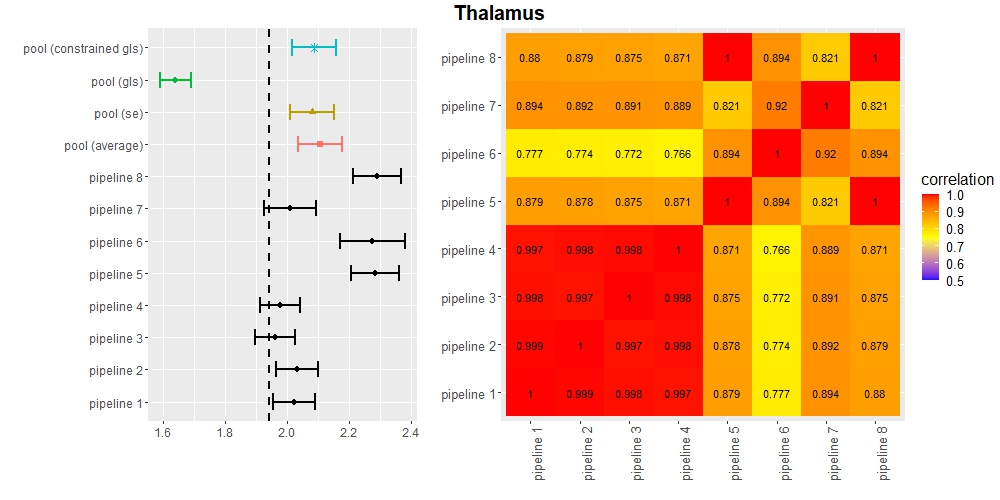 Thalamus
pool (constrained gls)
pool (gls)
pool (se)
pool (average)
pipeline 8
pipeline 7
pipeline 6
pipeline 5
pipeline 4
pipeline 3
pipeline 2
pipeline 1
1.6 1.8 2.0 2.2 2.4
pipeline 8 0.88 0.879 0.875 0.871 1 0.894 0.821 1
pipeline 7 0.894 0.892 0.891 0.889 0.821 0.92 1 0.821
pipeline 6 0.777 0.774 0.772 0.766 0.894 1 0.92 0.894
pipeline 5 0.879 0.878 0.875 0.871 1 0.894 0.821 1
pipeline 4 0.997 0.998 0.998 1 0.871 0.766 0.889 0.871
pipeline 3 0.998 0.997 1 0.998 0.875 0.772 0.891 0.875
pipeline 2 0.999 1 0.997 0.998 0.878 0.774 0.892 0.879
pipeline 1 1 0.999 0.998 0.997 0.879 0.777 0.894 0.88
pipeline 1
pipeline 2
pipeline 3
pipeline 4
pipeline 5
pipeline 6
pipeline 7
pipeline 8
correlation
1.0
0.9
0.8
0.7
0.6
0.5